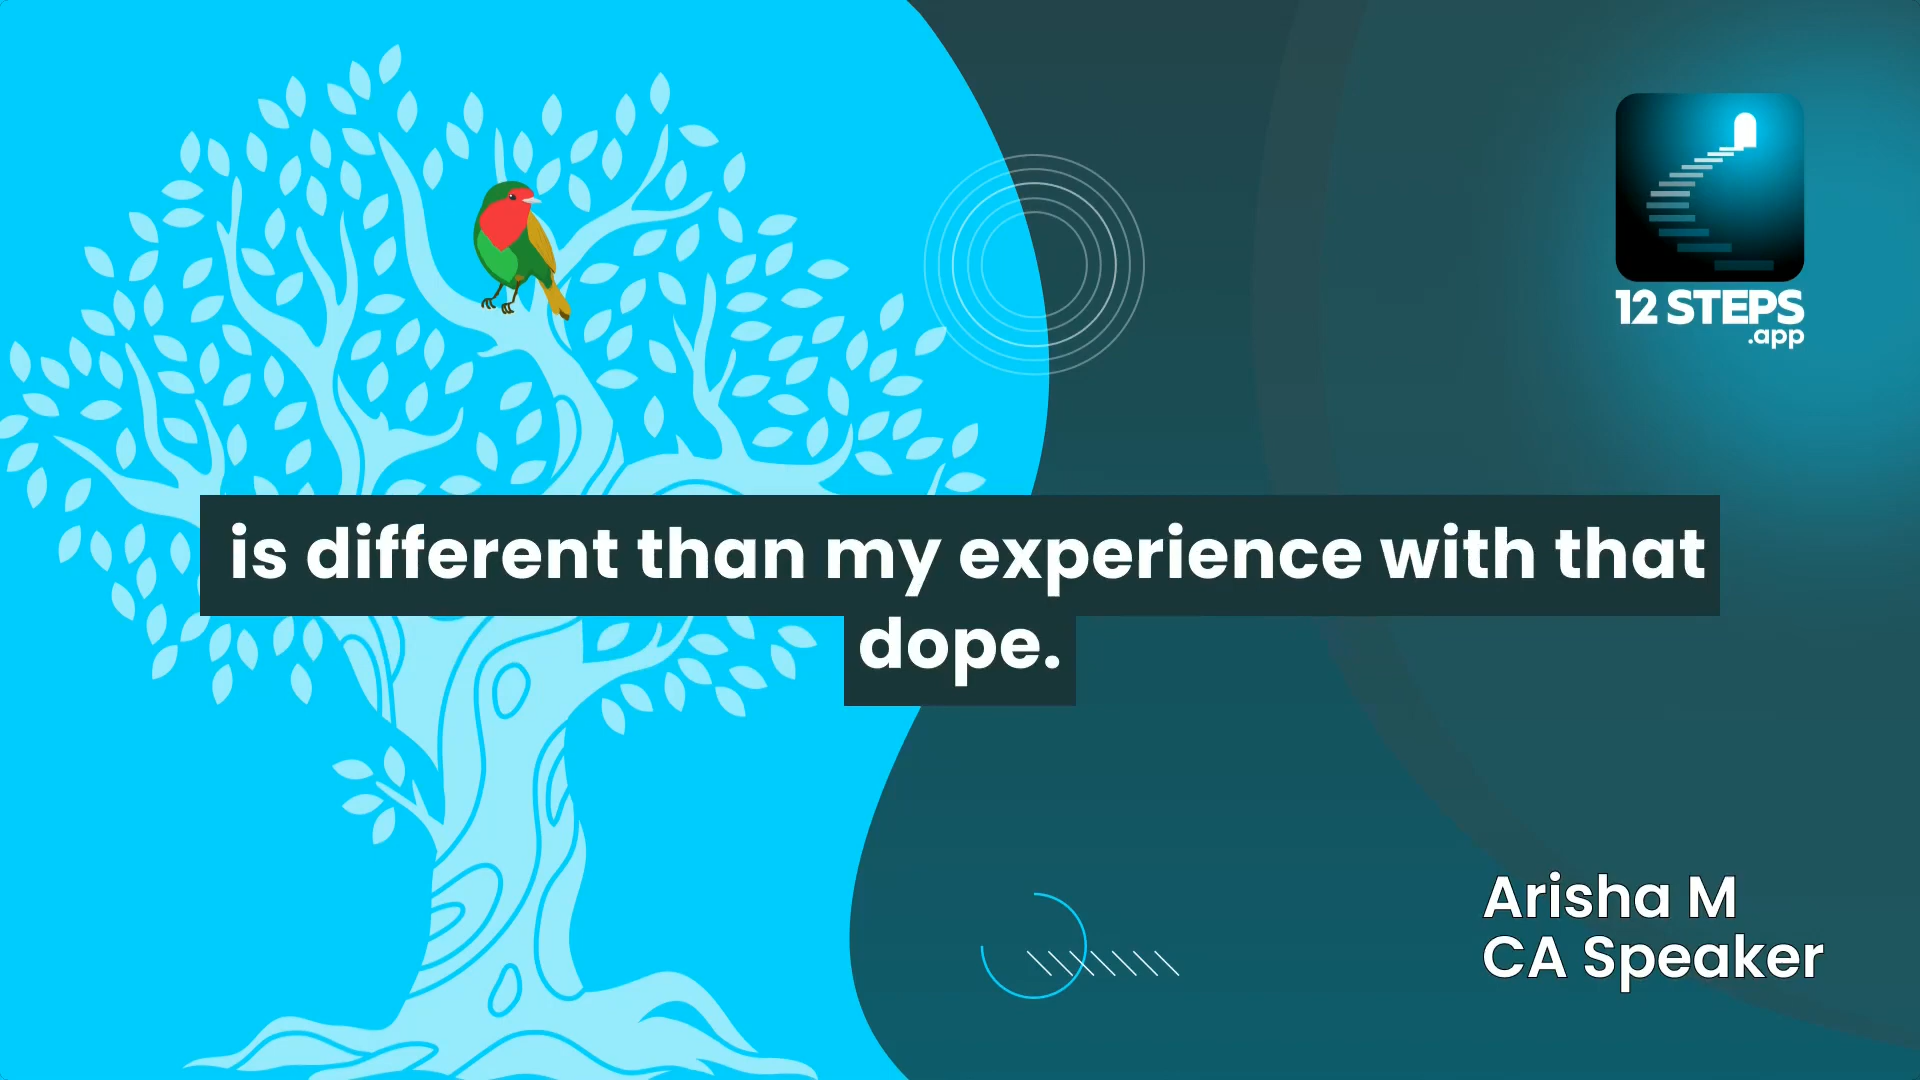 12 STEPS
.app
is different than my experience with that
dope.
Arisha M
CA Speaker